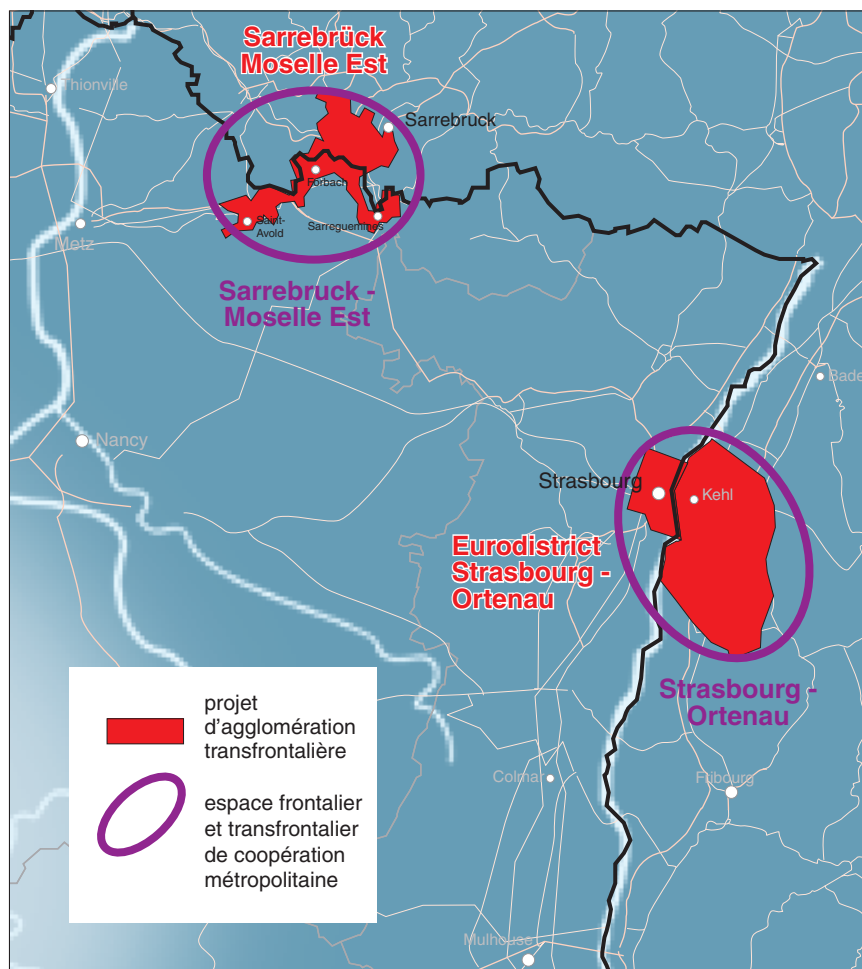 Sarrebrück
Moselle Est
Thionville
Sarrebruck
Forbach
Saint-
Avold
Sarreguemines
Metz
Sarrebruck -
Moselle Est
Bade
Nancy
Strasbourg
Kehl
Eurodistrict
Strasbourg -
Ortenau
Strasbourg -
Ortenau
projet
d'agglomération
transfrontalière
espace frontalier
et transfrontalier
de coopération
métropolitaine
Colmar
Fribourg
Mulhouse